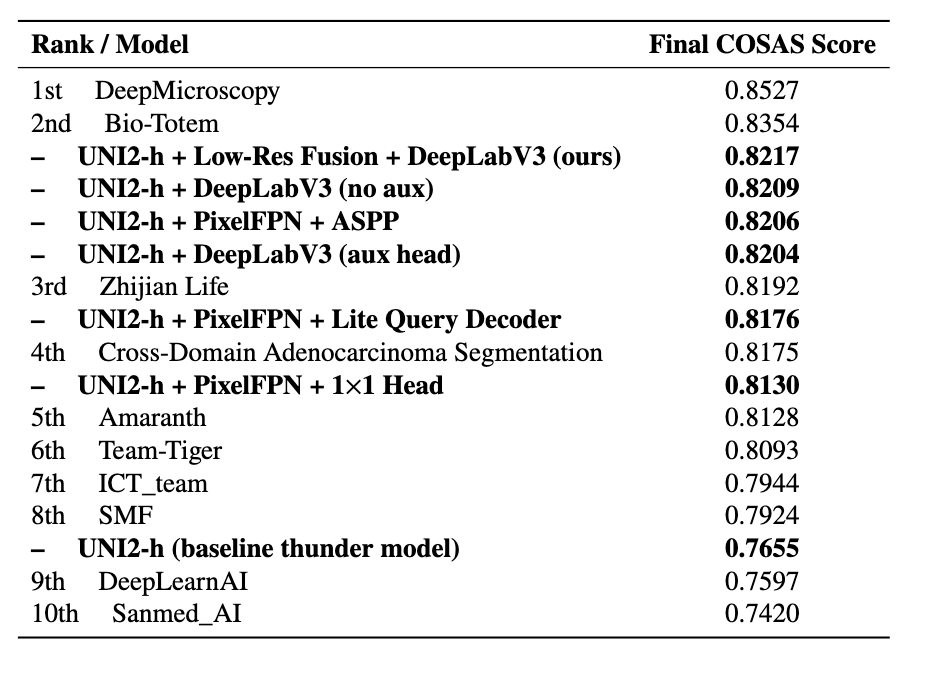 Rank / Model Final COSAS Score
1st DeepMicroscopy 0.8527
2nd Bio-Totem 0.8354
– UNI2-h + Low-Res Fusion + DeepLabV3 (ours) 0.8217
– UNI2-h + DeepLabV3 (no aux) 0.8209
– UNI2-h + PixelFPN + ASPP 0.8206
– UNI2-h + DeepLabV3 (aux head) 0.8204
3rd Zhijian Life 0.8192
– UNI2-h + PixelFPN + Lite Query Decoder 0.8176
4th Cross-Domain Adenocarcinoma Segmentation 0.8175
– UNI2-h + PixelFPN + 1×1 Head 0.8130
5th Amaranth 0.8128
6th Team-Tiger 0.8093
7th ICT_team 0.7944
8th SMF 0.7924
– UNI2-h (baseline thunder model) 0.7655
9th DeepLearnAI 0.7597
10th Sanmed_AI 0.7420